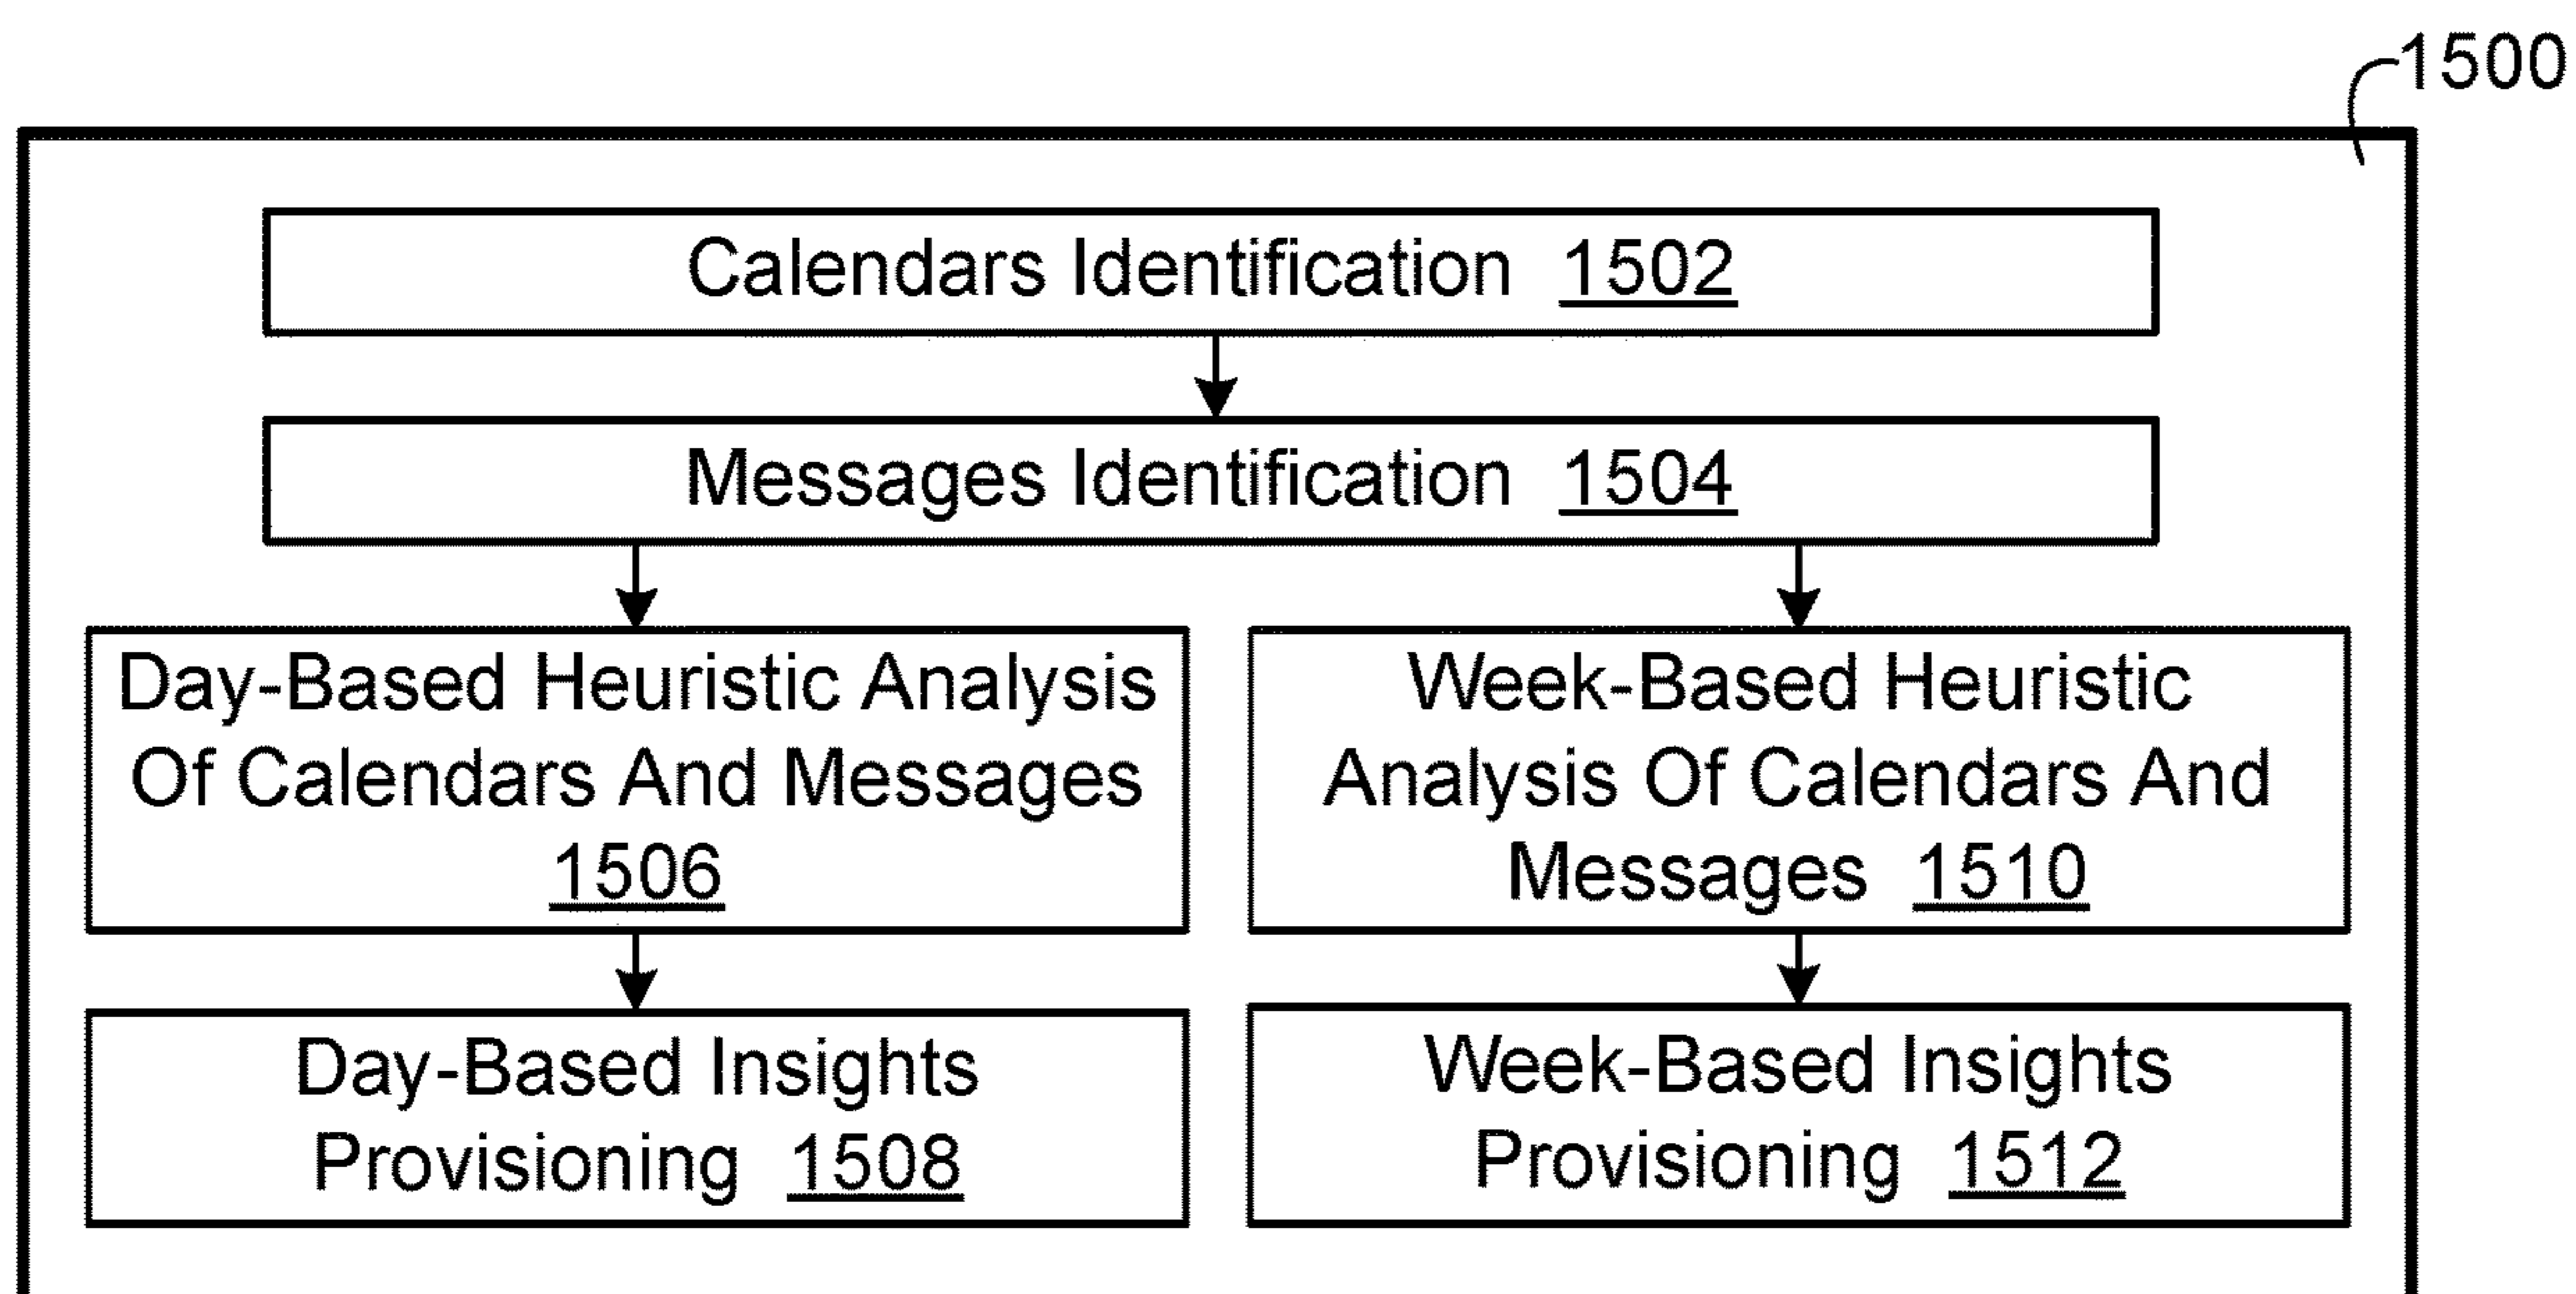 1500
Calendars Identification 1502
Messages Identification 1504
Day-Based Heuristic Analysis
Of Calendars And Messages
1506
Week-Based Heuristic
Analysis Of Calendars And
Messages 1510
Day-Based Insights
Provisioning 1508
Week-Based Insights
Provisioning 1512